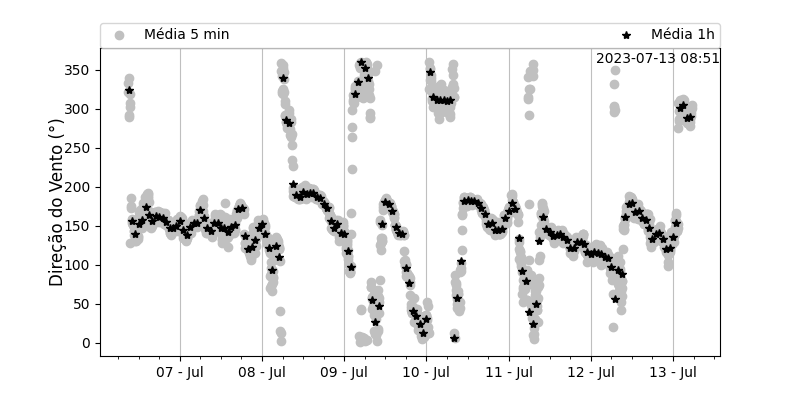 Média 5 min
Média 1h
2023-07-13 08:51
Direção do Vento (°)
350
300
250
200
150
100
50
0
07 - Jul
08 - Jul
09 - Jul
10 - Jul
11 - Jul
12 - Jul
13 - Jul